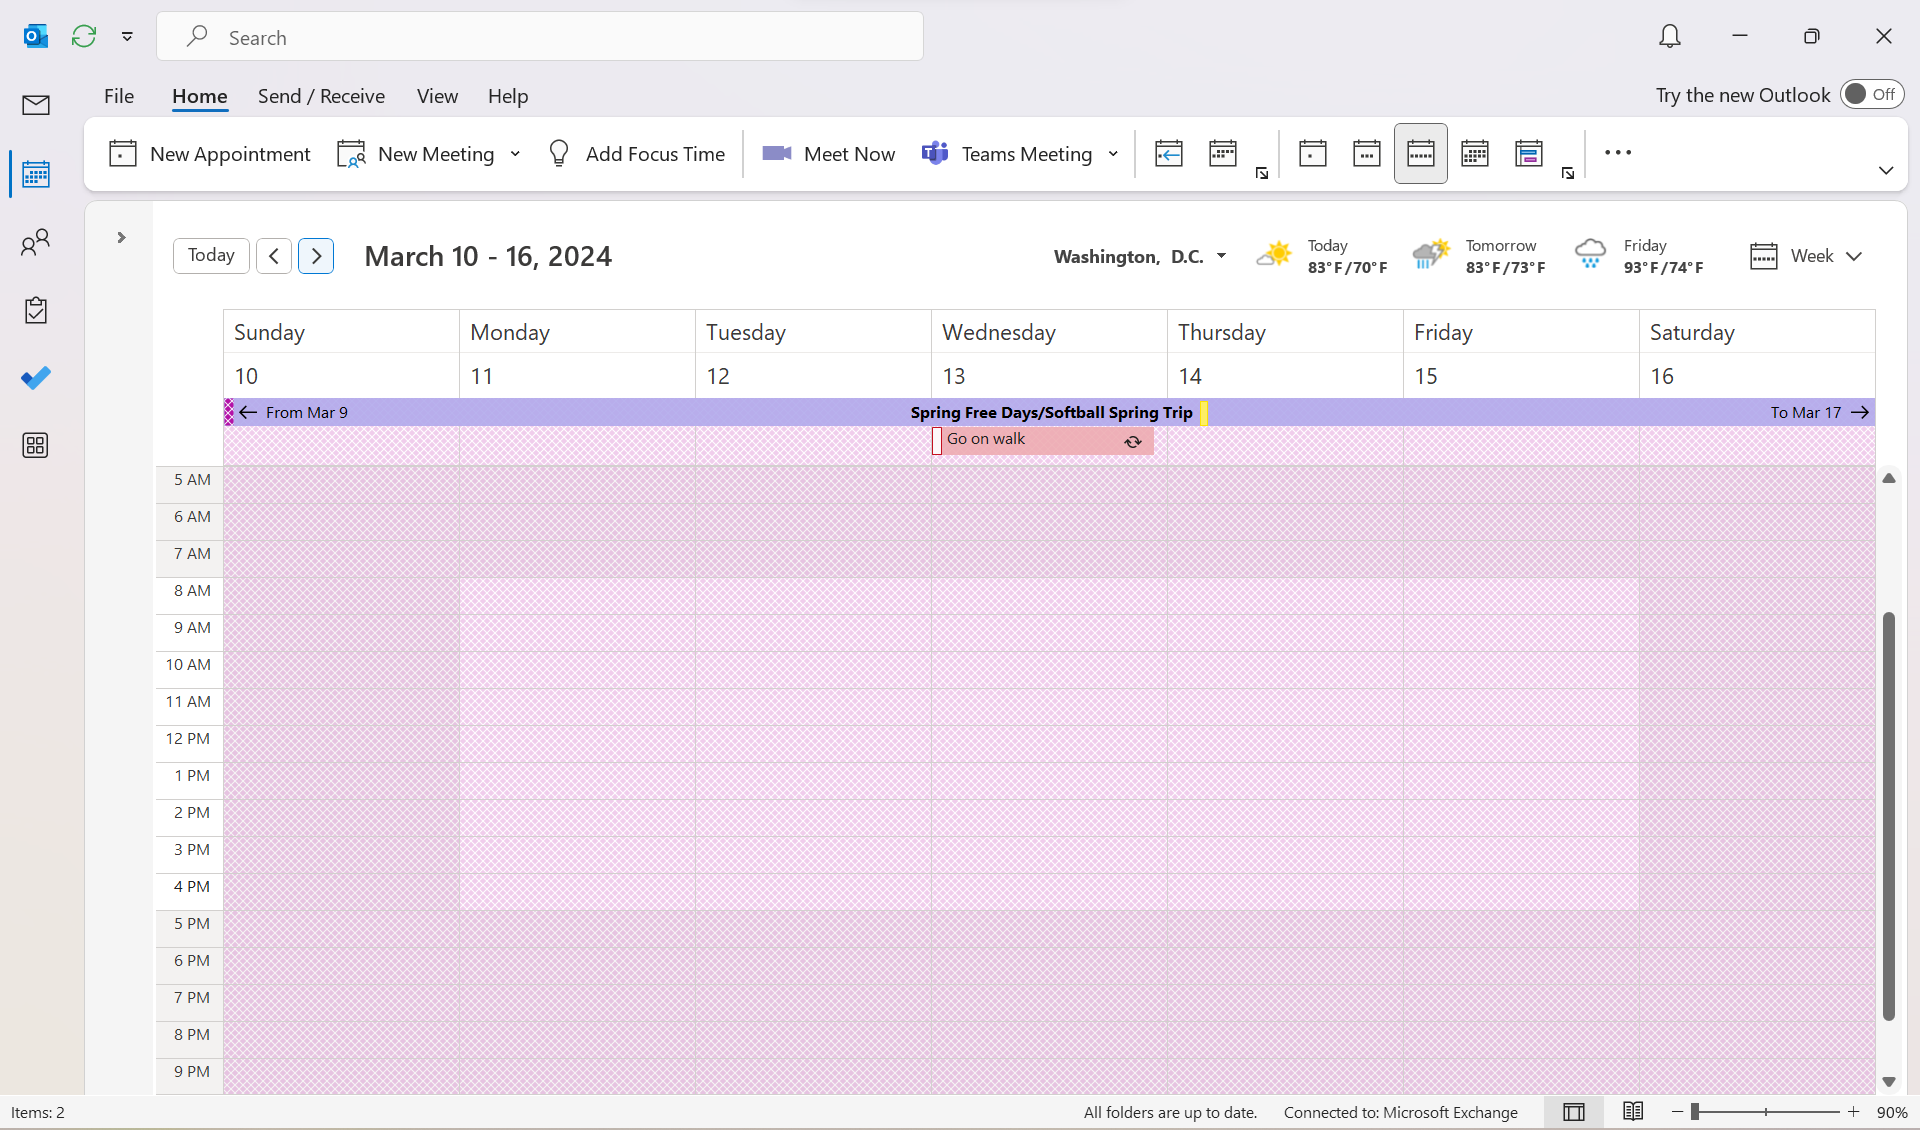 Search
File Home Send / Receive View Help
Try the new Outlook Off
New Appointment New Meeting Add Focus Time Meet Now Teams Meeting
Today March 10 - 16, 2024
Washington, D.C.
Today
83°F/70°F
Tomorrow
83°F/73°F
Friday
93°F/74°F
Week
Sunday Monday Tuesday Wednesday Thursday Friday Saturday
10 11 12 13 14 15 16
From Mar 9 Spring Free Days/Softball Spring Trip To Mar 17
Go on walk
5 AM
6 AM
7 AM
8 AM
9 AM
10 AM
11 AM
12 PM
1 PM
2 PM
3 PM
4 PM
5 PM
6 PM
7 PM
8 PM
9 PM
Items: 2 All folders are up to date. Connected to: Microsoft Exchange 90%